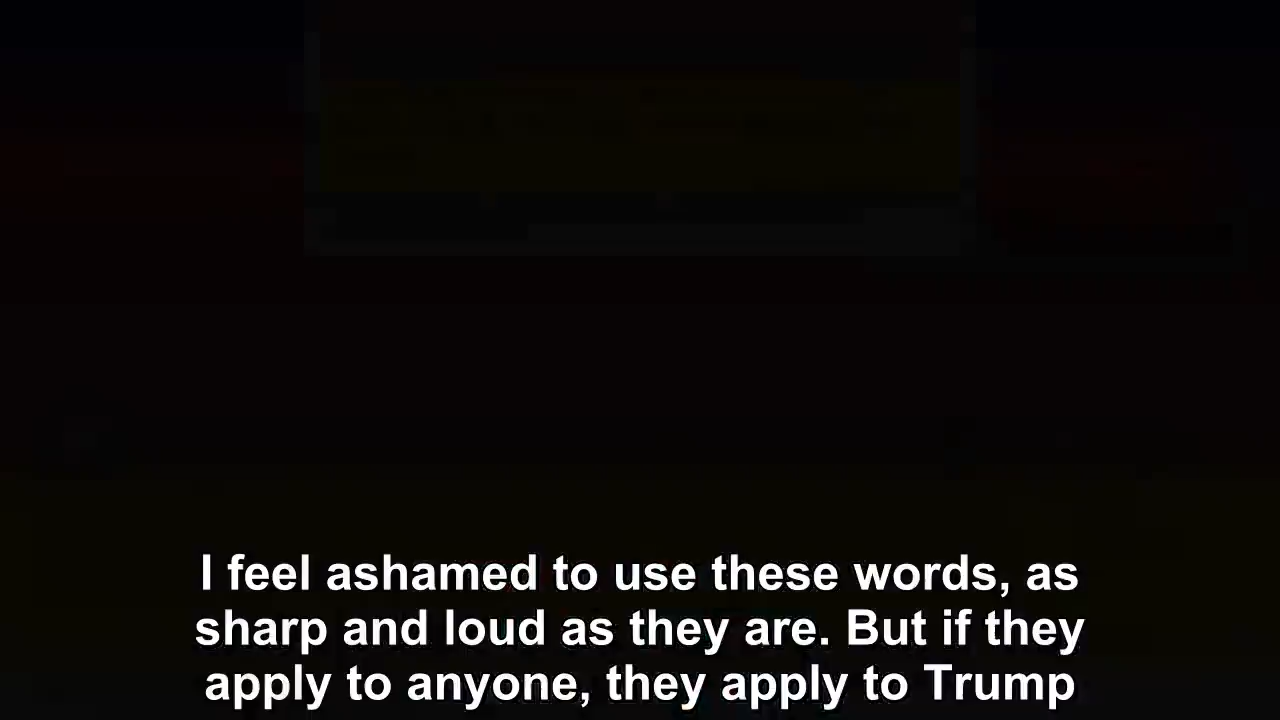 I feel ashamed to use these words, as
sharp and loud as they are. But if they
apply to anyone, they apply to Trump